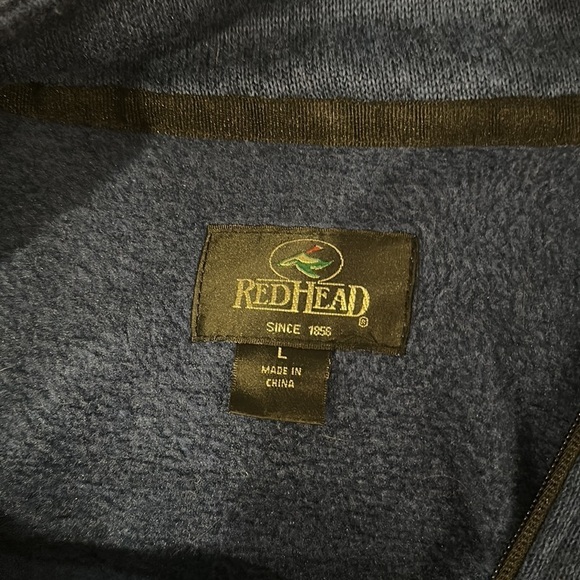 REDHEAD
®
SINCE 1856
L
MADE IN
CHINA